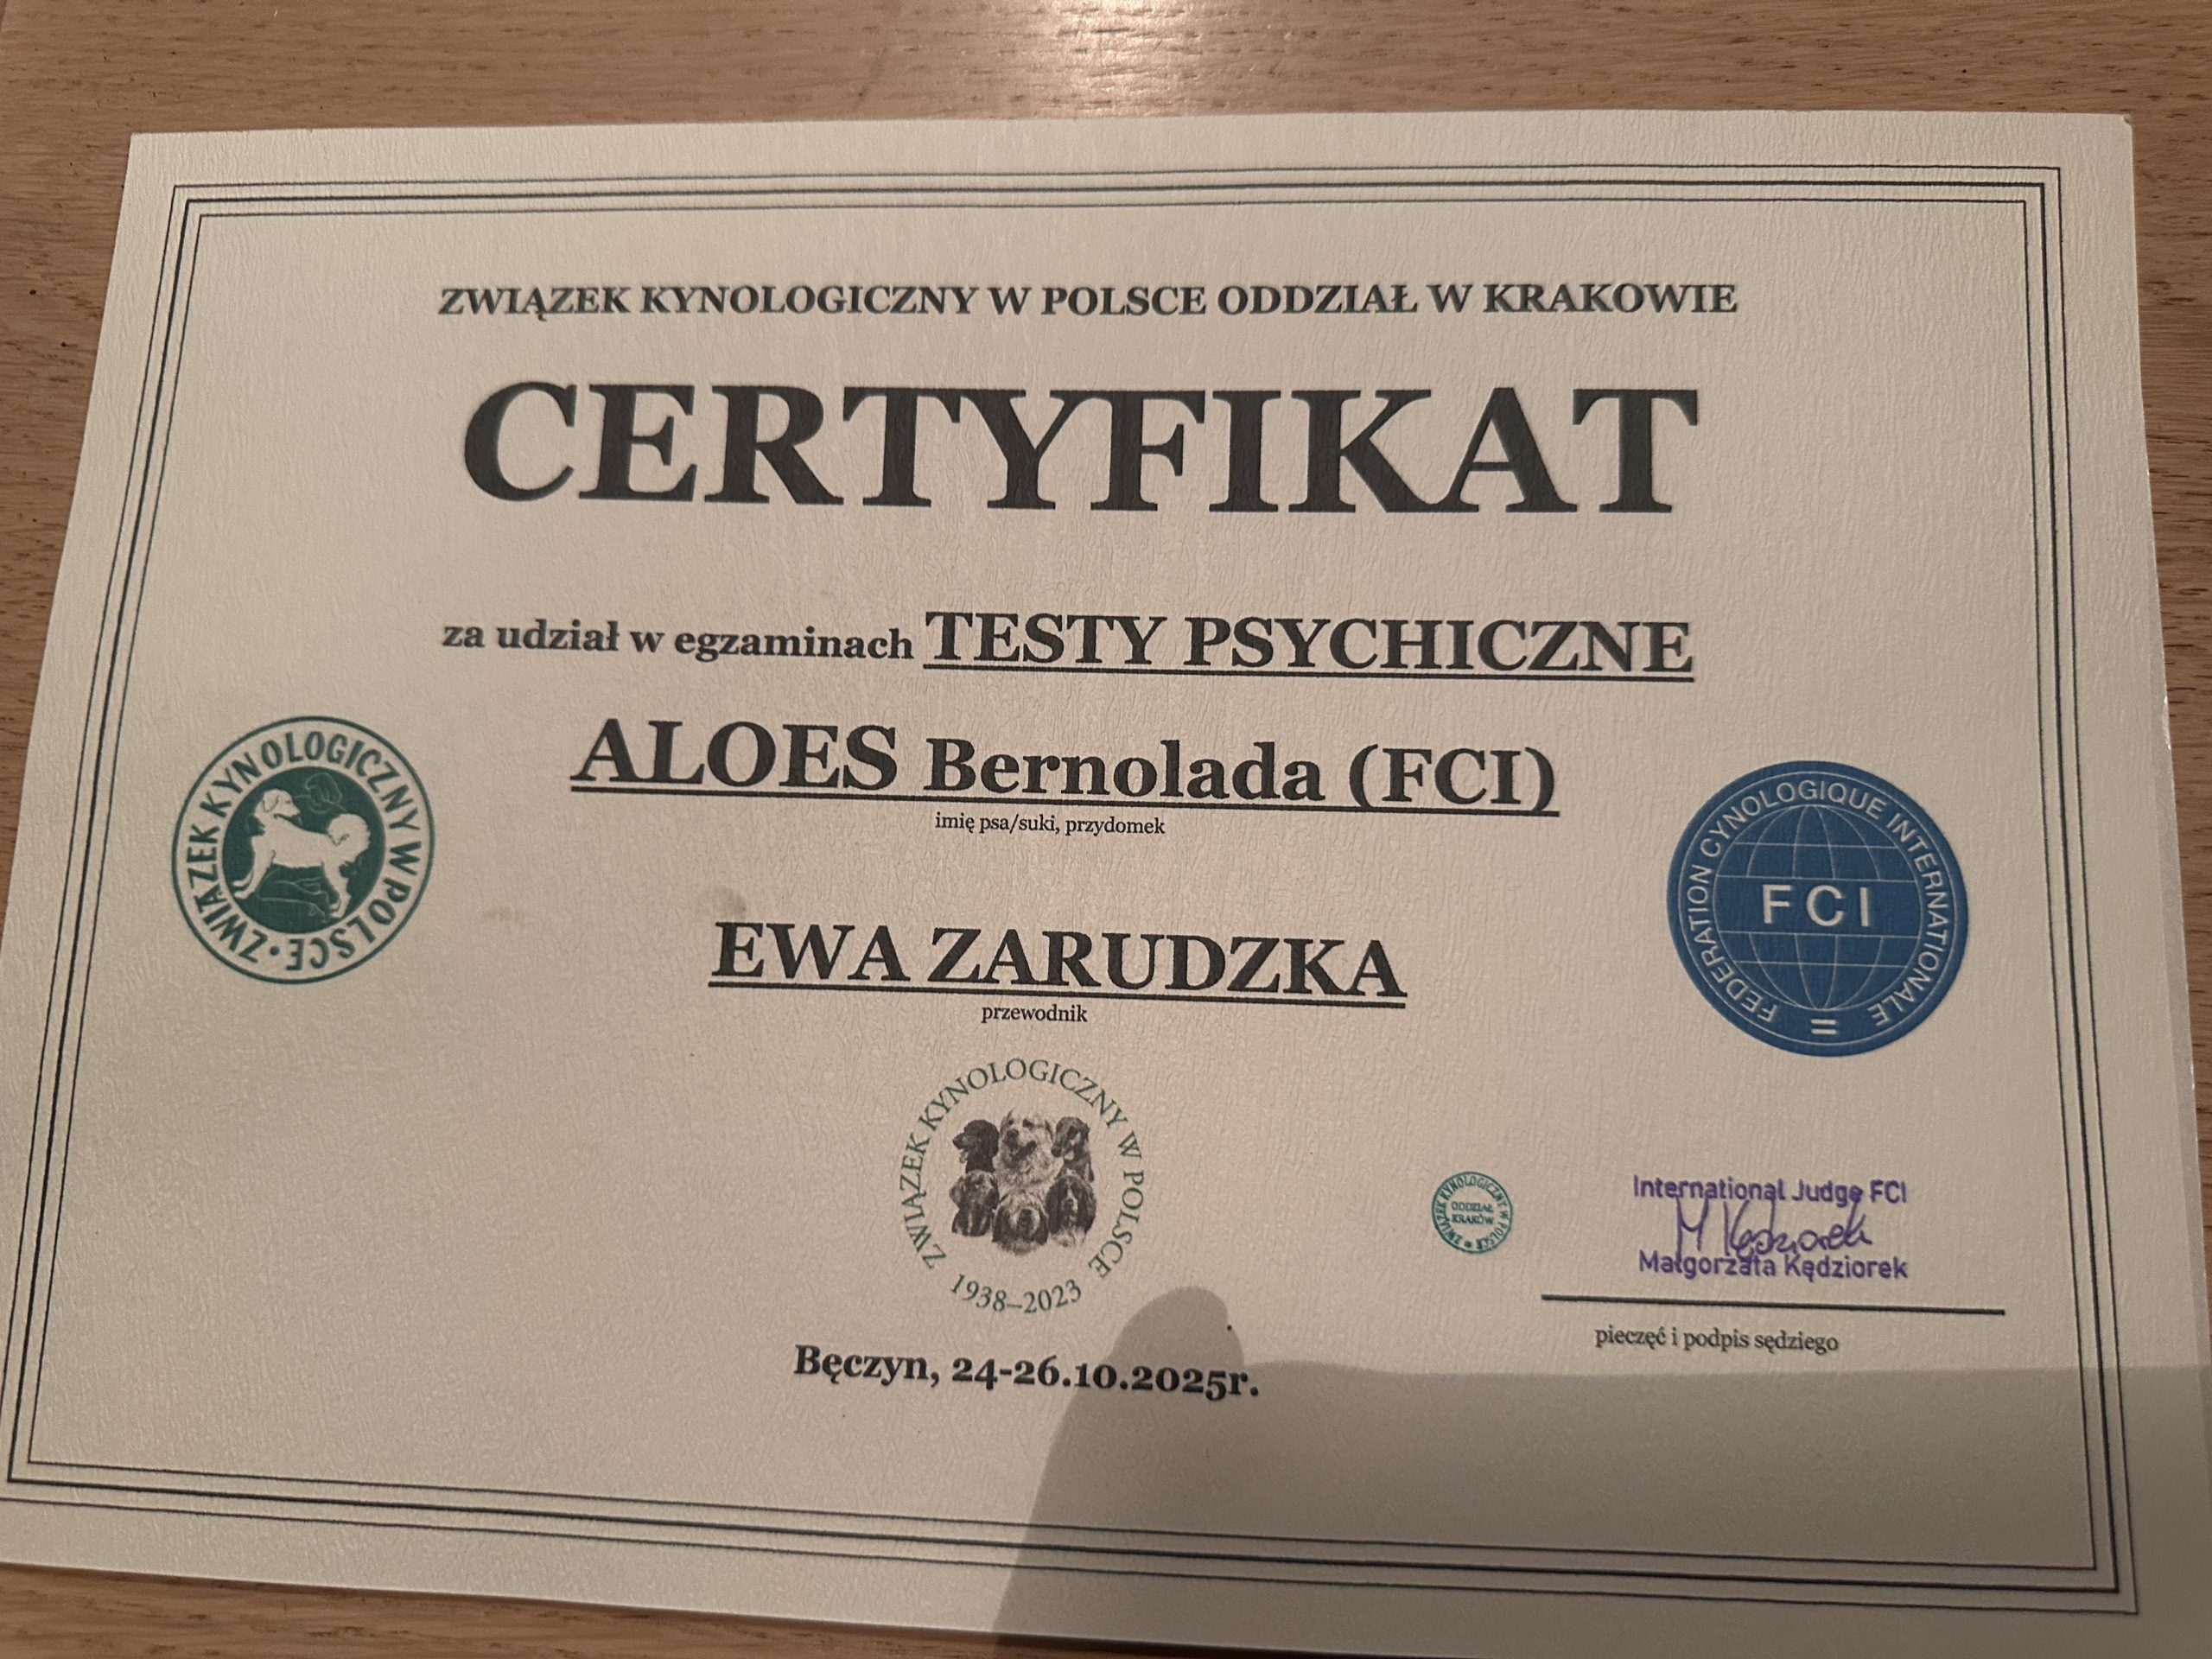 ZWIĄZEK KYNOLOGICZNY W POLSCE ODDZIAŁ W KRAKOWIE
CERTYFIKAT
za udział w egzaminach TESTY PSYCHICZNE
ALOES Bernolada (FCI)
imię psa/suki, przydomek
ZWIĄZEK KYNOLOGICZNY W POLSCE
EWA ZARUDZKA
przewodnik
FEDERATION CYNOLOGIQUE INTERNATIONALE
FCI
ZWIĄZEK KYNOLOGICZNY W POLSCE
1938–2023
ZWIĄZEK KYNOLOGICZNY W POLSCE
ODDZIAŁ
KRAKÓW
International Judge FCI
M Kędziorek
Małgorzata Kędziorek
pieczęć i podpis sędziego
Bęczyn, 24-26.10.2025r.